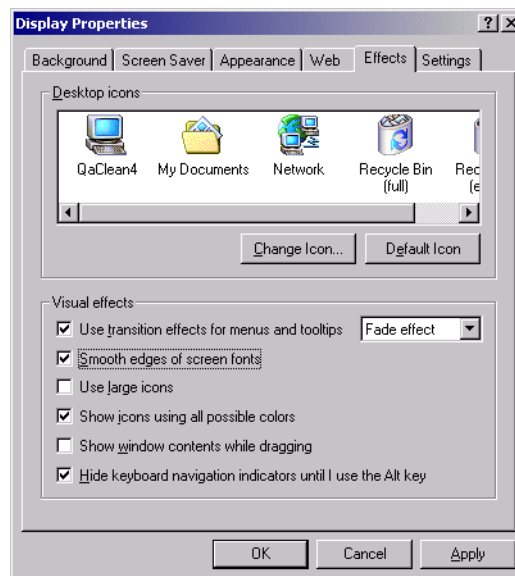 Display Properties
Background Screen Saver Appearance Web Effects Settings
Desktop icons
QaClean4 My Documents Network Recycle Bin
(full)
Change Icon... Default Icon
Visual effects
Use transition effects for menus and tooltips Fade effect
Smooth edges of screen fonts
Use large icons
Show icons using all possible colors
Show window contents while dragging
Hide keyboard navigation indicators until I use the Alt key
OK Cancel Apply